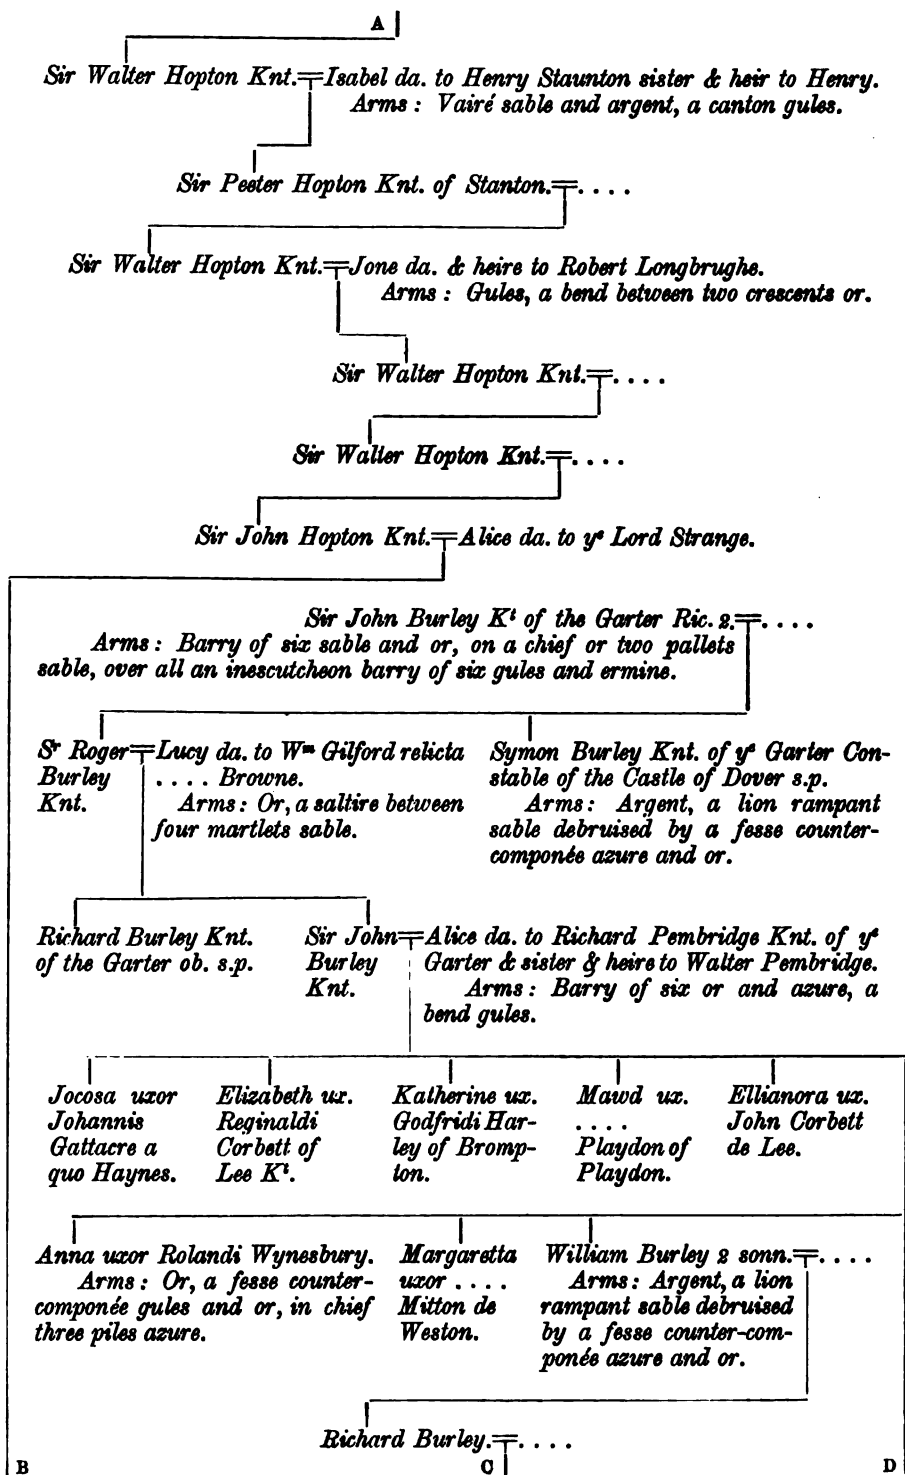 A
Sir Walter Hopton Knt. Isabel da. to Henry Staunton sister & heir to Henry.
Arms : Vairé sable and argent, a canton gules.
Sir Peeter Hopton Knt. of Stanton. . . . .
Sir Walter Hopton Knt. Jone da. & heire to Robert Longbrughe.
Arms : Gules, a bend between two crescents or.
Sir Walter Hopton Knt. . . . .
Sir Walter Hopton Knt. . . . .
Sir John Hopton Knt. Alice da. to yᵉ Lord Strange.
Sir John Burley Kᵗ of the Garter Ric. 2. . . . .
Arms : Barry of six sable and or, on a chief or two pallets
sable, over all an inescutcheon barry of six gules and ermine.
Sʳ Roger
Burley
Knt.
Lucy da. to Wᵐ Gilford relicta
. . . . Browne.
Arms : Or, a saltire between
four martlets sable.
Symon Burley Knt. of yᵉ Garter Con-
stable of the Castle of Dover s.p.
Arms : Argent, a lion rampant
sable debruised by a fesse counter-
componée azure and or.
Richard Burley Knt.
of the Garter ob. s.p.
Sir John
Burley
Knt.
Alice da. to Richard Pembridge Knt. of yᵉ
Garter & sister & heire to Walter Pembridge.
Arms : Barry of six or and azure, a
bend gules.
Jocosa uxor
Johannis
Gattacre a
quo Haynes.
Elizabeth ux.
Reginaldi
Corbett of
Lee Kᵗ.
Katherine ux.
Godfridi Har-
ley of Bromp-
ton.
Mawd ux.
. . . .
Playdon of
Playdon.
Ellianora ux.
John Corbett
de Lee.
Anna uxor Rolandi Wynesbury.
Arms : Or, a fesse counter-
componée gules and or, in chief
three piles azure.
Margaretta
uxor . . . .
Mitton de
Weston.
William Burley 2 sonn. . . . .
Arms : Argent, a lion
rampant sable debruised
by a fesse counter-com-
ponée azure and or.
Richard Burley. . . . .
B C D